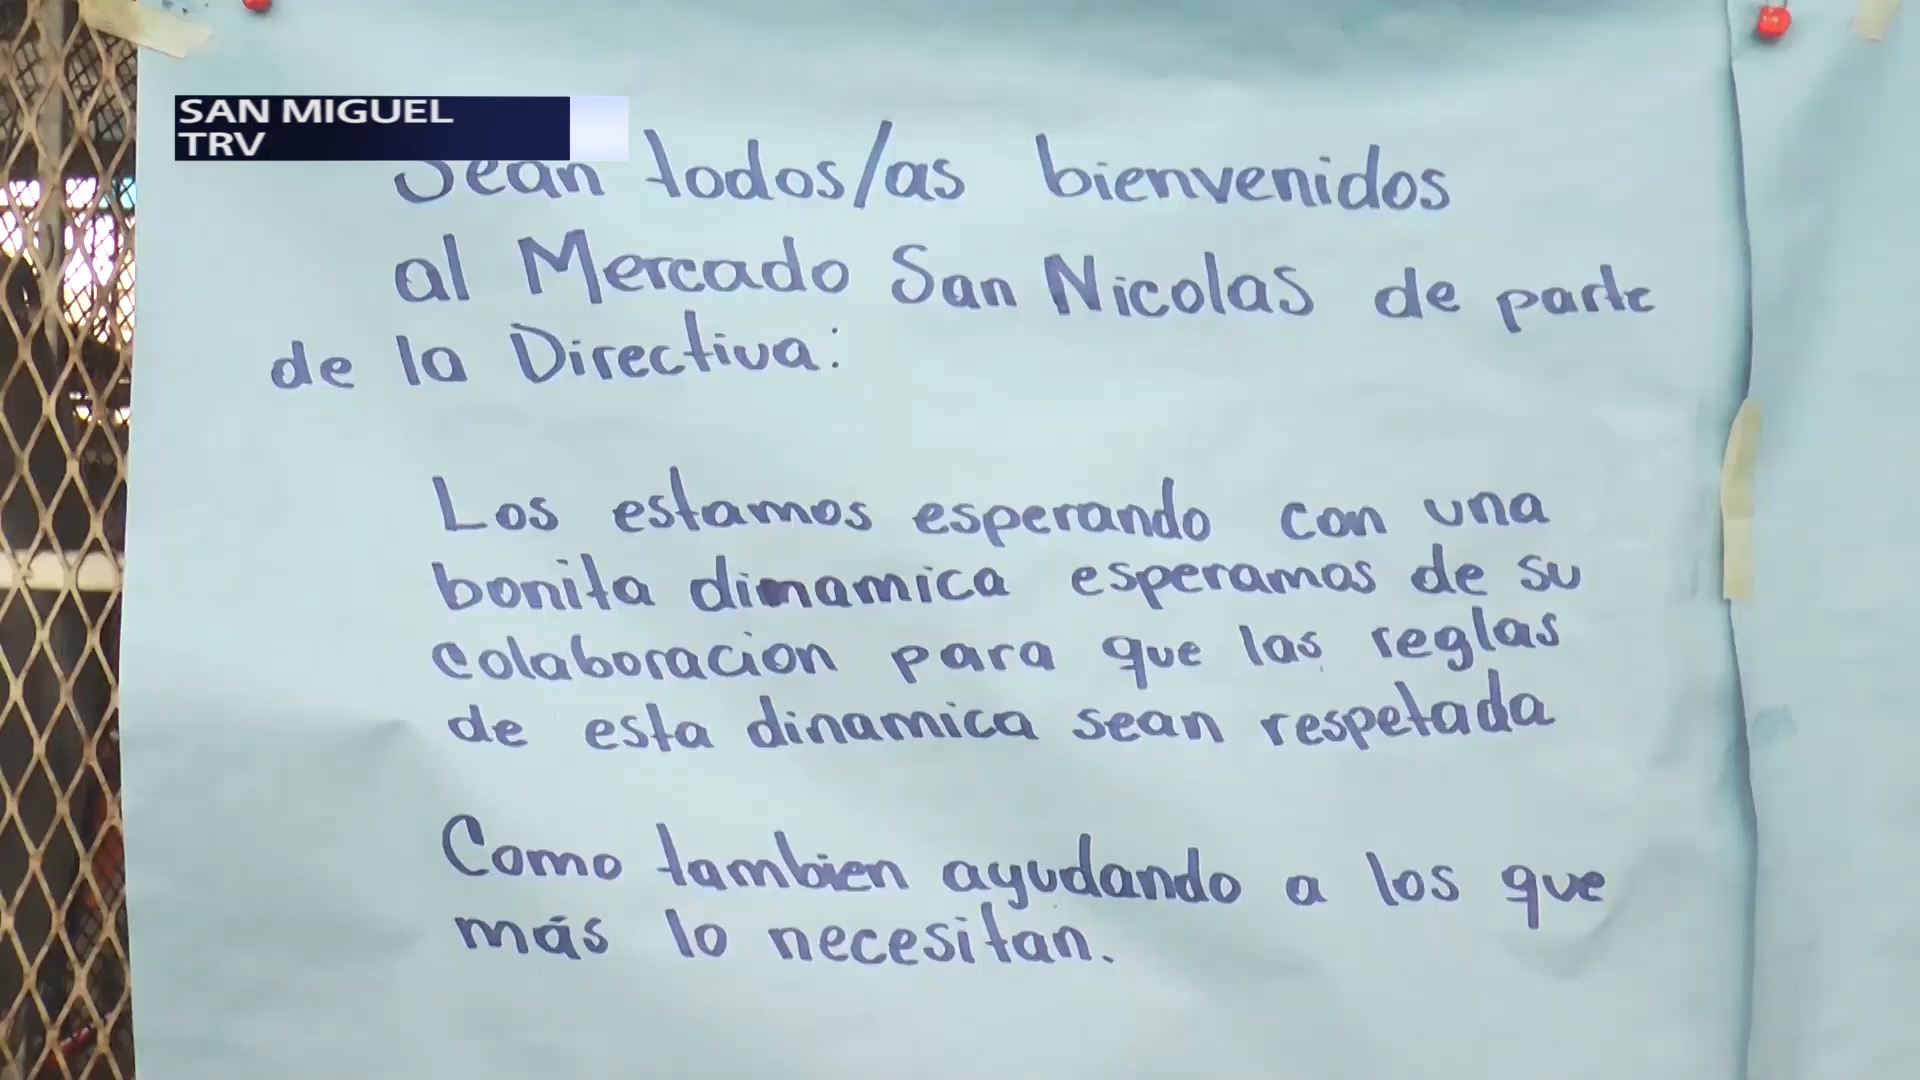 SAN MIGUEL
TRV
Sean todos/as bienvenidos
al Mercado San Nicolas de parte
de la Directiva:
Los estamos esperando con una
bonita dinamica esperamos de su
colaboracion para que las reglas
de esta dinamica sean respetada
Como tambien ayudando a los que
más lo necesitan.